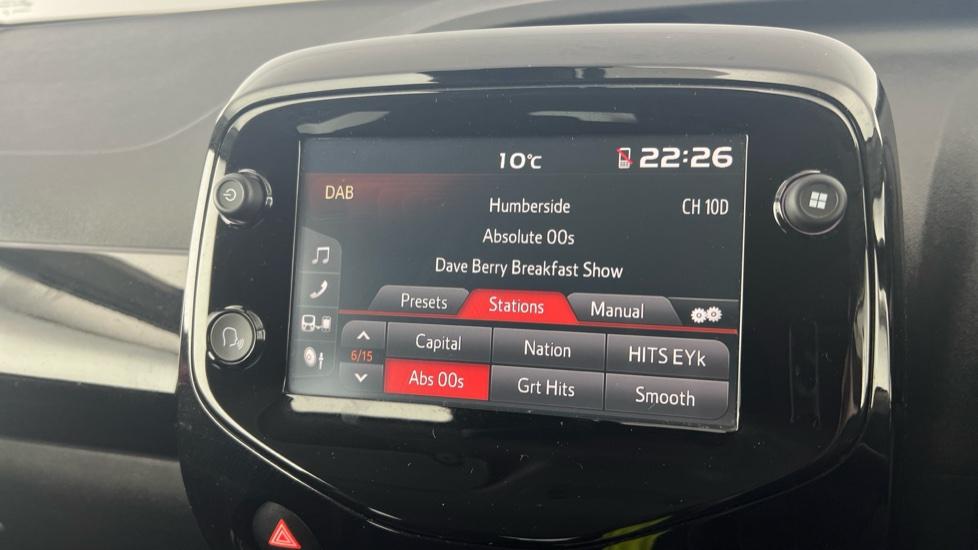 10°C 22:26
DAB
Humberside CH 10D
Absolute 00s
Dave Berry Breakfast Show
Presets Stations Manual
Capital Nation HITS EYk
6/15
Abs 00s Grt Hits Smooth